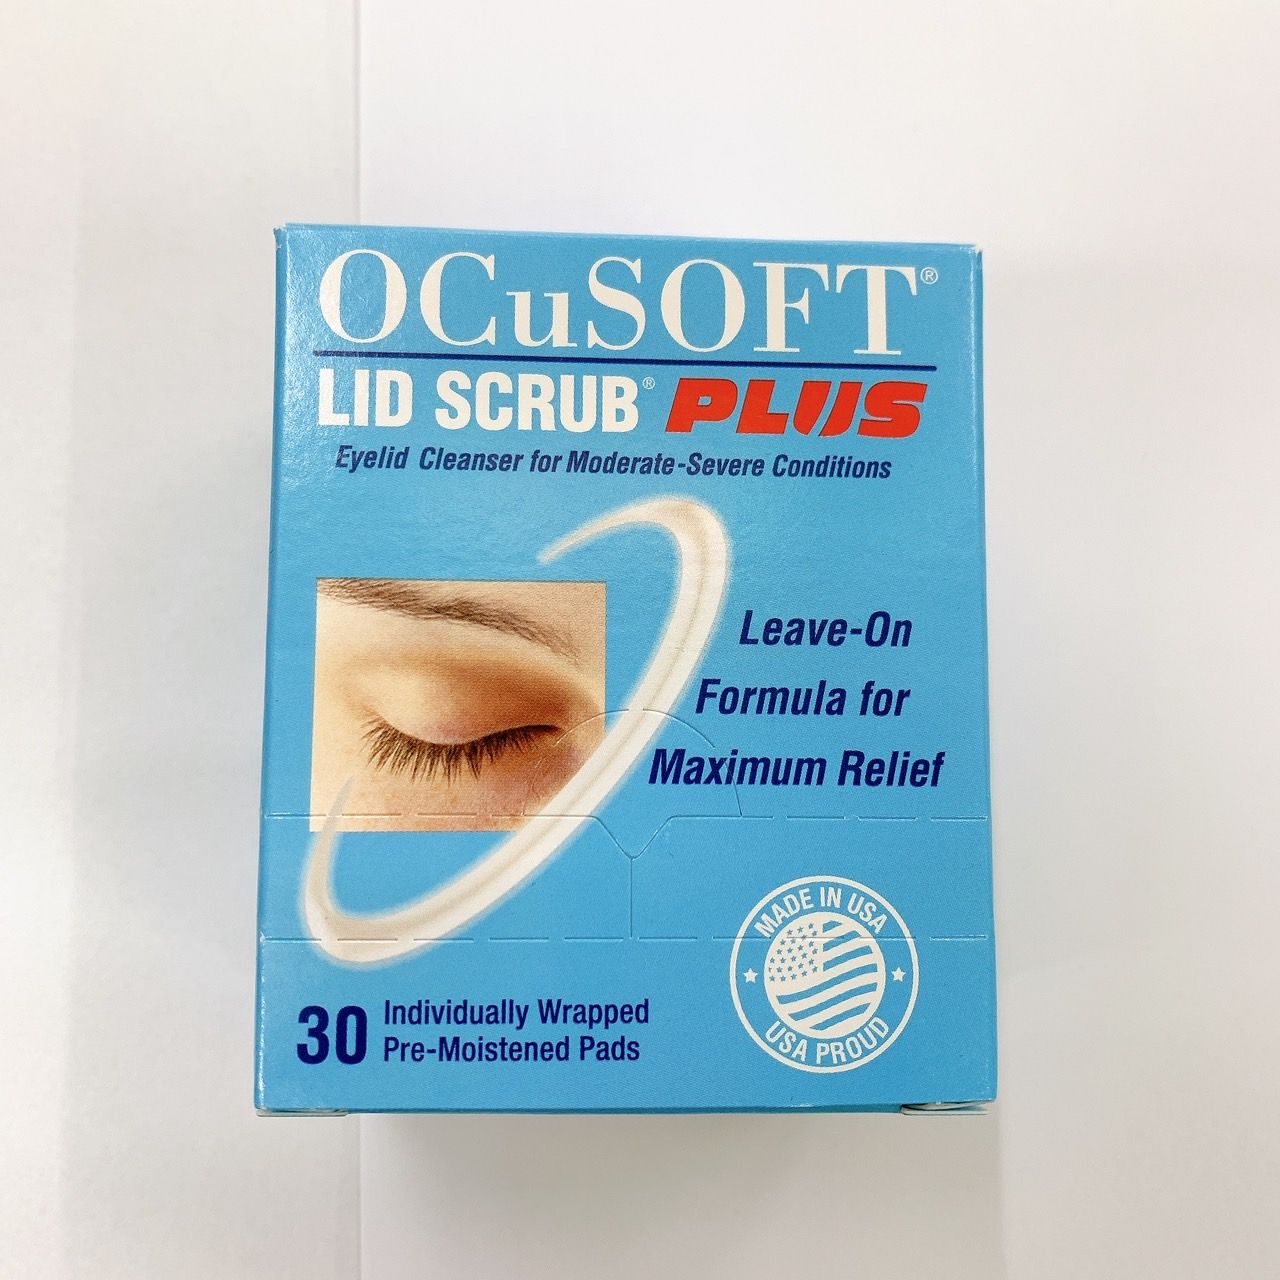 OCuSOFT®
LID SCRUB® PLUS
Eyelid Cleanser for Moderate-Severe Conditions
Leave-On
Formula for
Maximum Relief
MADE IN USA
USA PROUD
30 Individually Wrapped
Pre-Moistened Pads